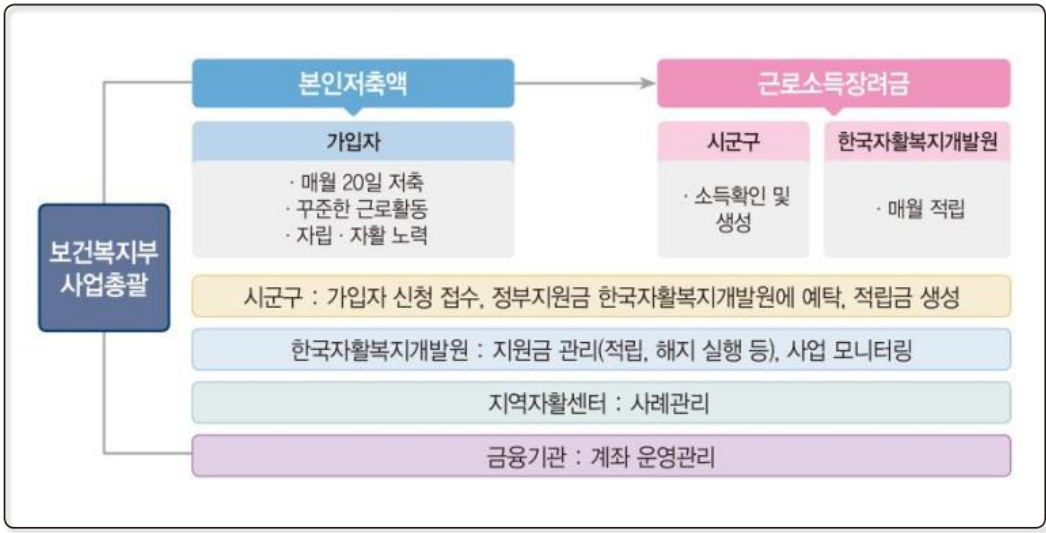 본인저축액
근로소득장려금
가입자
· 매월 20일 저축
· 꾸준한 근로활동
· 자립 · 자활 노력
시군구
· 소득확인 및
생성
한국자활복지개발원
· 매월 적립
보건복지부
사업총괄
시군구 : 가입자 신청 접수, 정부지원금 한국자활복지개발원에 예탁, 적립금 생성
한국자활복지개발원 : 지원금 관리(적립, 해지 실행 등), 사업 모니터링
지역자활센터 : 사례관리
금융기관 : 계좌 운영관리